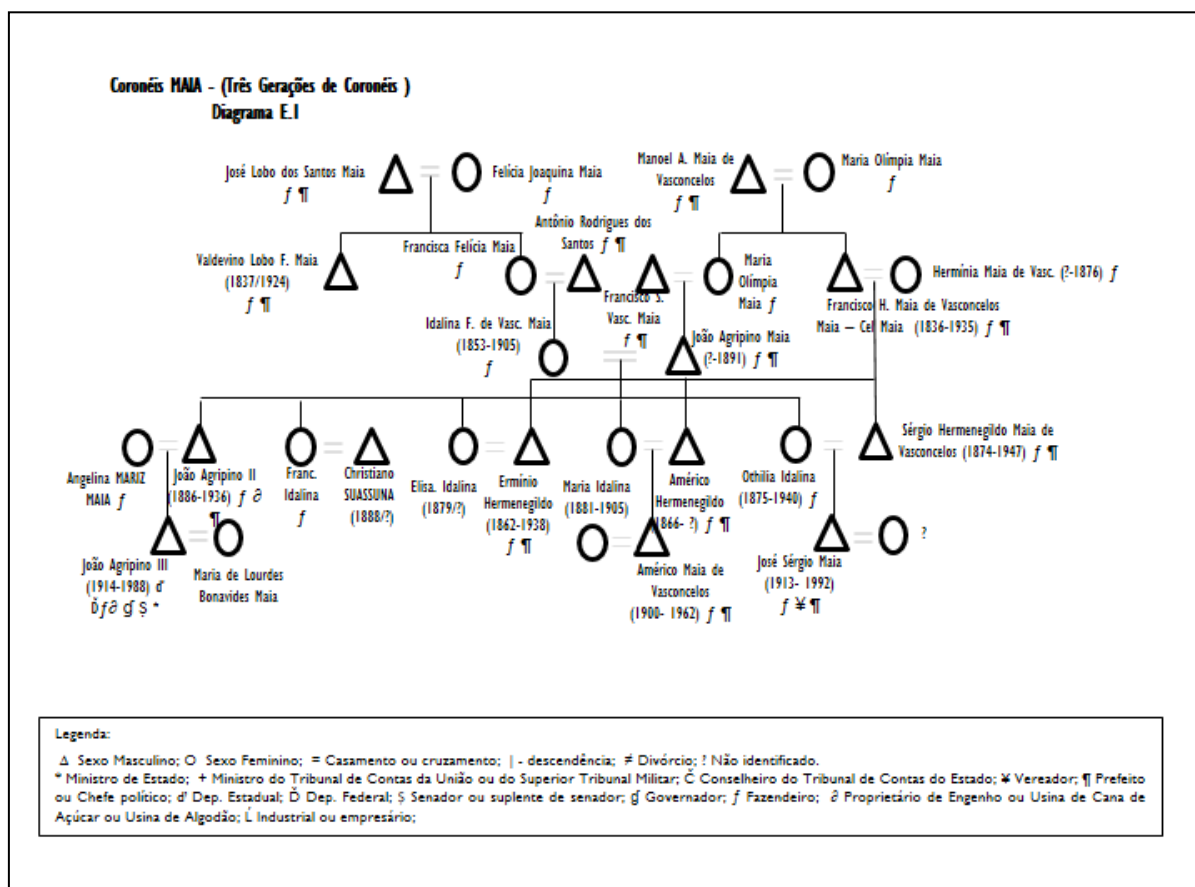 Coronéis MAIA - (Três Gerações de Coronéis )
Diagrama E.I
José Lobo dos Santos Maia
ƒ ¶
Felícia Joaquina Maia
ƒ
Manoel A. Maia de
Vasconcelos
ƒ ¶
Maria Olímpia Maia
ƒ
Valdevino Lobo F. Maia
(1837/1924)
ƒ ¶
Francisca Felícia Maia
ƒ
Antônio Rodrigues dos
Santos ƒ ¶
Francisco S.
Vasc. Maia
ƒ ¶
Maria
Olímpia
Maia ƒ
Hermínia Maia de Vasc. (?-1876) ƒ
Francisco H. Maia de Vasconcelos
Maia – Cel Maia (1836-1935) ƒ ¶
Idalina F. de Vasc. Maia
(1853-1905)
ƒ
João Agripino Maia
(?-1891) ƒ ¶
Angelina MARIZ
MAIA ƒ
João Agripino II
(1886-1936) ƒ ∂
¶
Franc.
Idalina
ƒ
Christiano
SUASSUNA
(1888/?)
Elisa. Idalina
(1879/?)
Ermínio
Hermenegildo
(1862-1938)
ƒ ¶
Maria Idalina
(1881-1905)
Américo
Hermenegildo
(1866- ?) ƒ ¶
Othilia Idalina
(1875-1940) ƒ
Sérgio Hermenegildo Maia de
Vasconcelos (1874-1947) ƒ ¶
João Agripino III
(1914-1988) ď
Ďƒ∂ ɠ Ș *
Maria de Lourdes
Bonavides Maia
Américo Maia de
Vasconcelos
(1900- 1962) ƒ ¶
José Sérgio Maia
(1913- 1992)
ƒ ¥ ¶
?
Legenda:
Δ Sexo Masculino; O Sexo Feminino; = Casamento ou cruzamento; | - descendência; ≠ Divórcio; ? Não identificado.
* Ministro de Estado; + Ministro do Tribunal de Contas da União ou do Superior Tribunal Militar; Č Conselheiro do Tribunal de Contas do Estado; ¥ Vereador; ¶ Prefeito
ou Chefe político; ď Dep. Estadual; Ď Dep. Federal; Ș Senador ou suplente de senador; ɠ Governador; ƒ Fazendeiro; ∂ Proprietário de Engenho ou Usina de Cana de
Açúcar ou Usina de Algodão; Ĺ Industrial ou empresário;